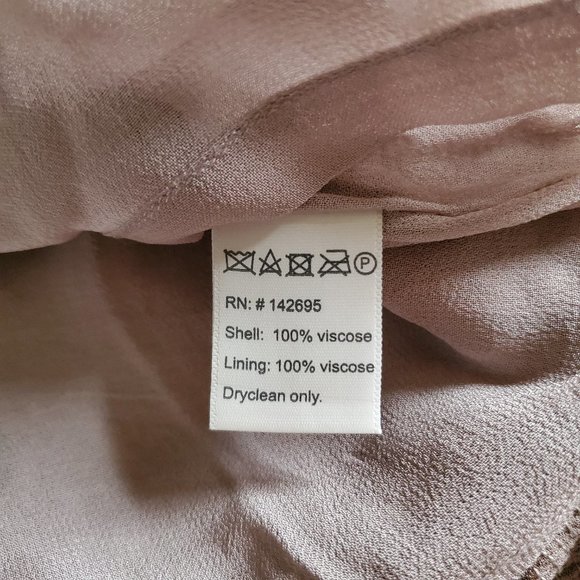 P
RN: # 142695
Shell: 100% viscose
Lining: 100% viscose
Dryclean only.